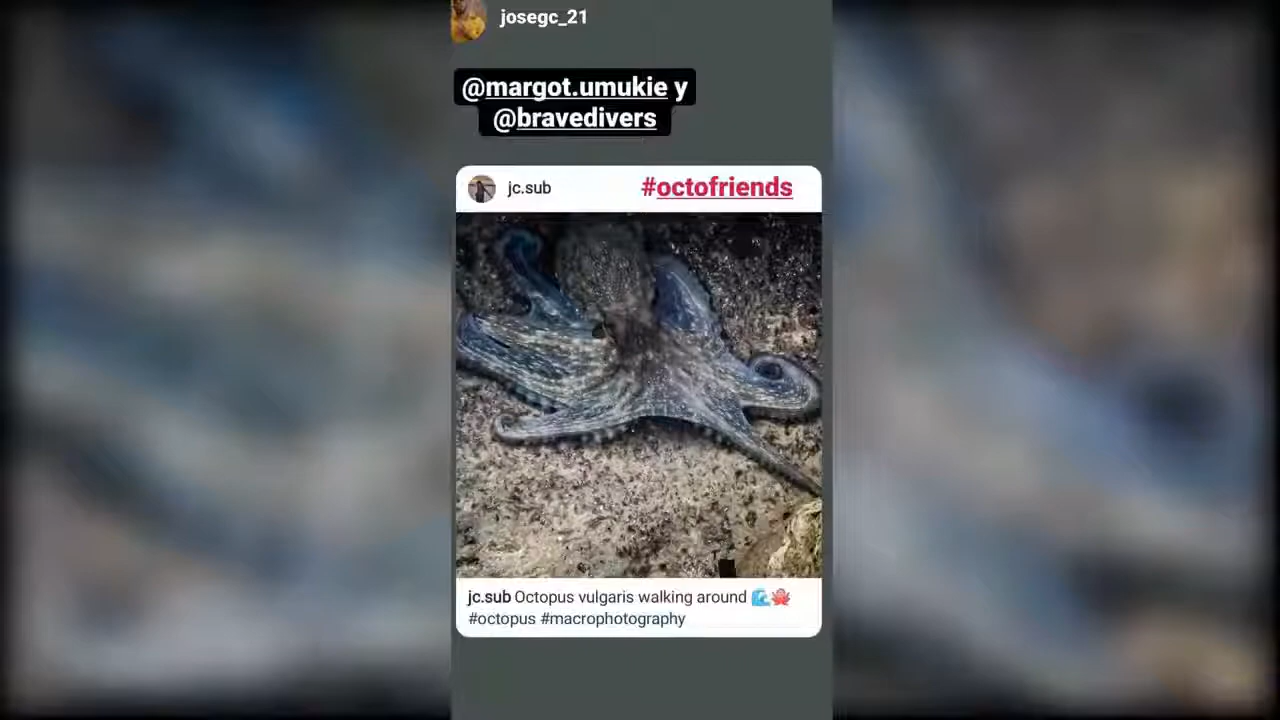 josegc_21
@margot.umukie y
@bravedivers
jc.sub
#octofriends
jc.sub Octopus vulgaris walking around 🌊🐙
#octopus #macrophotography